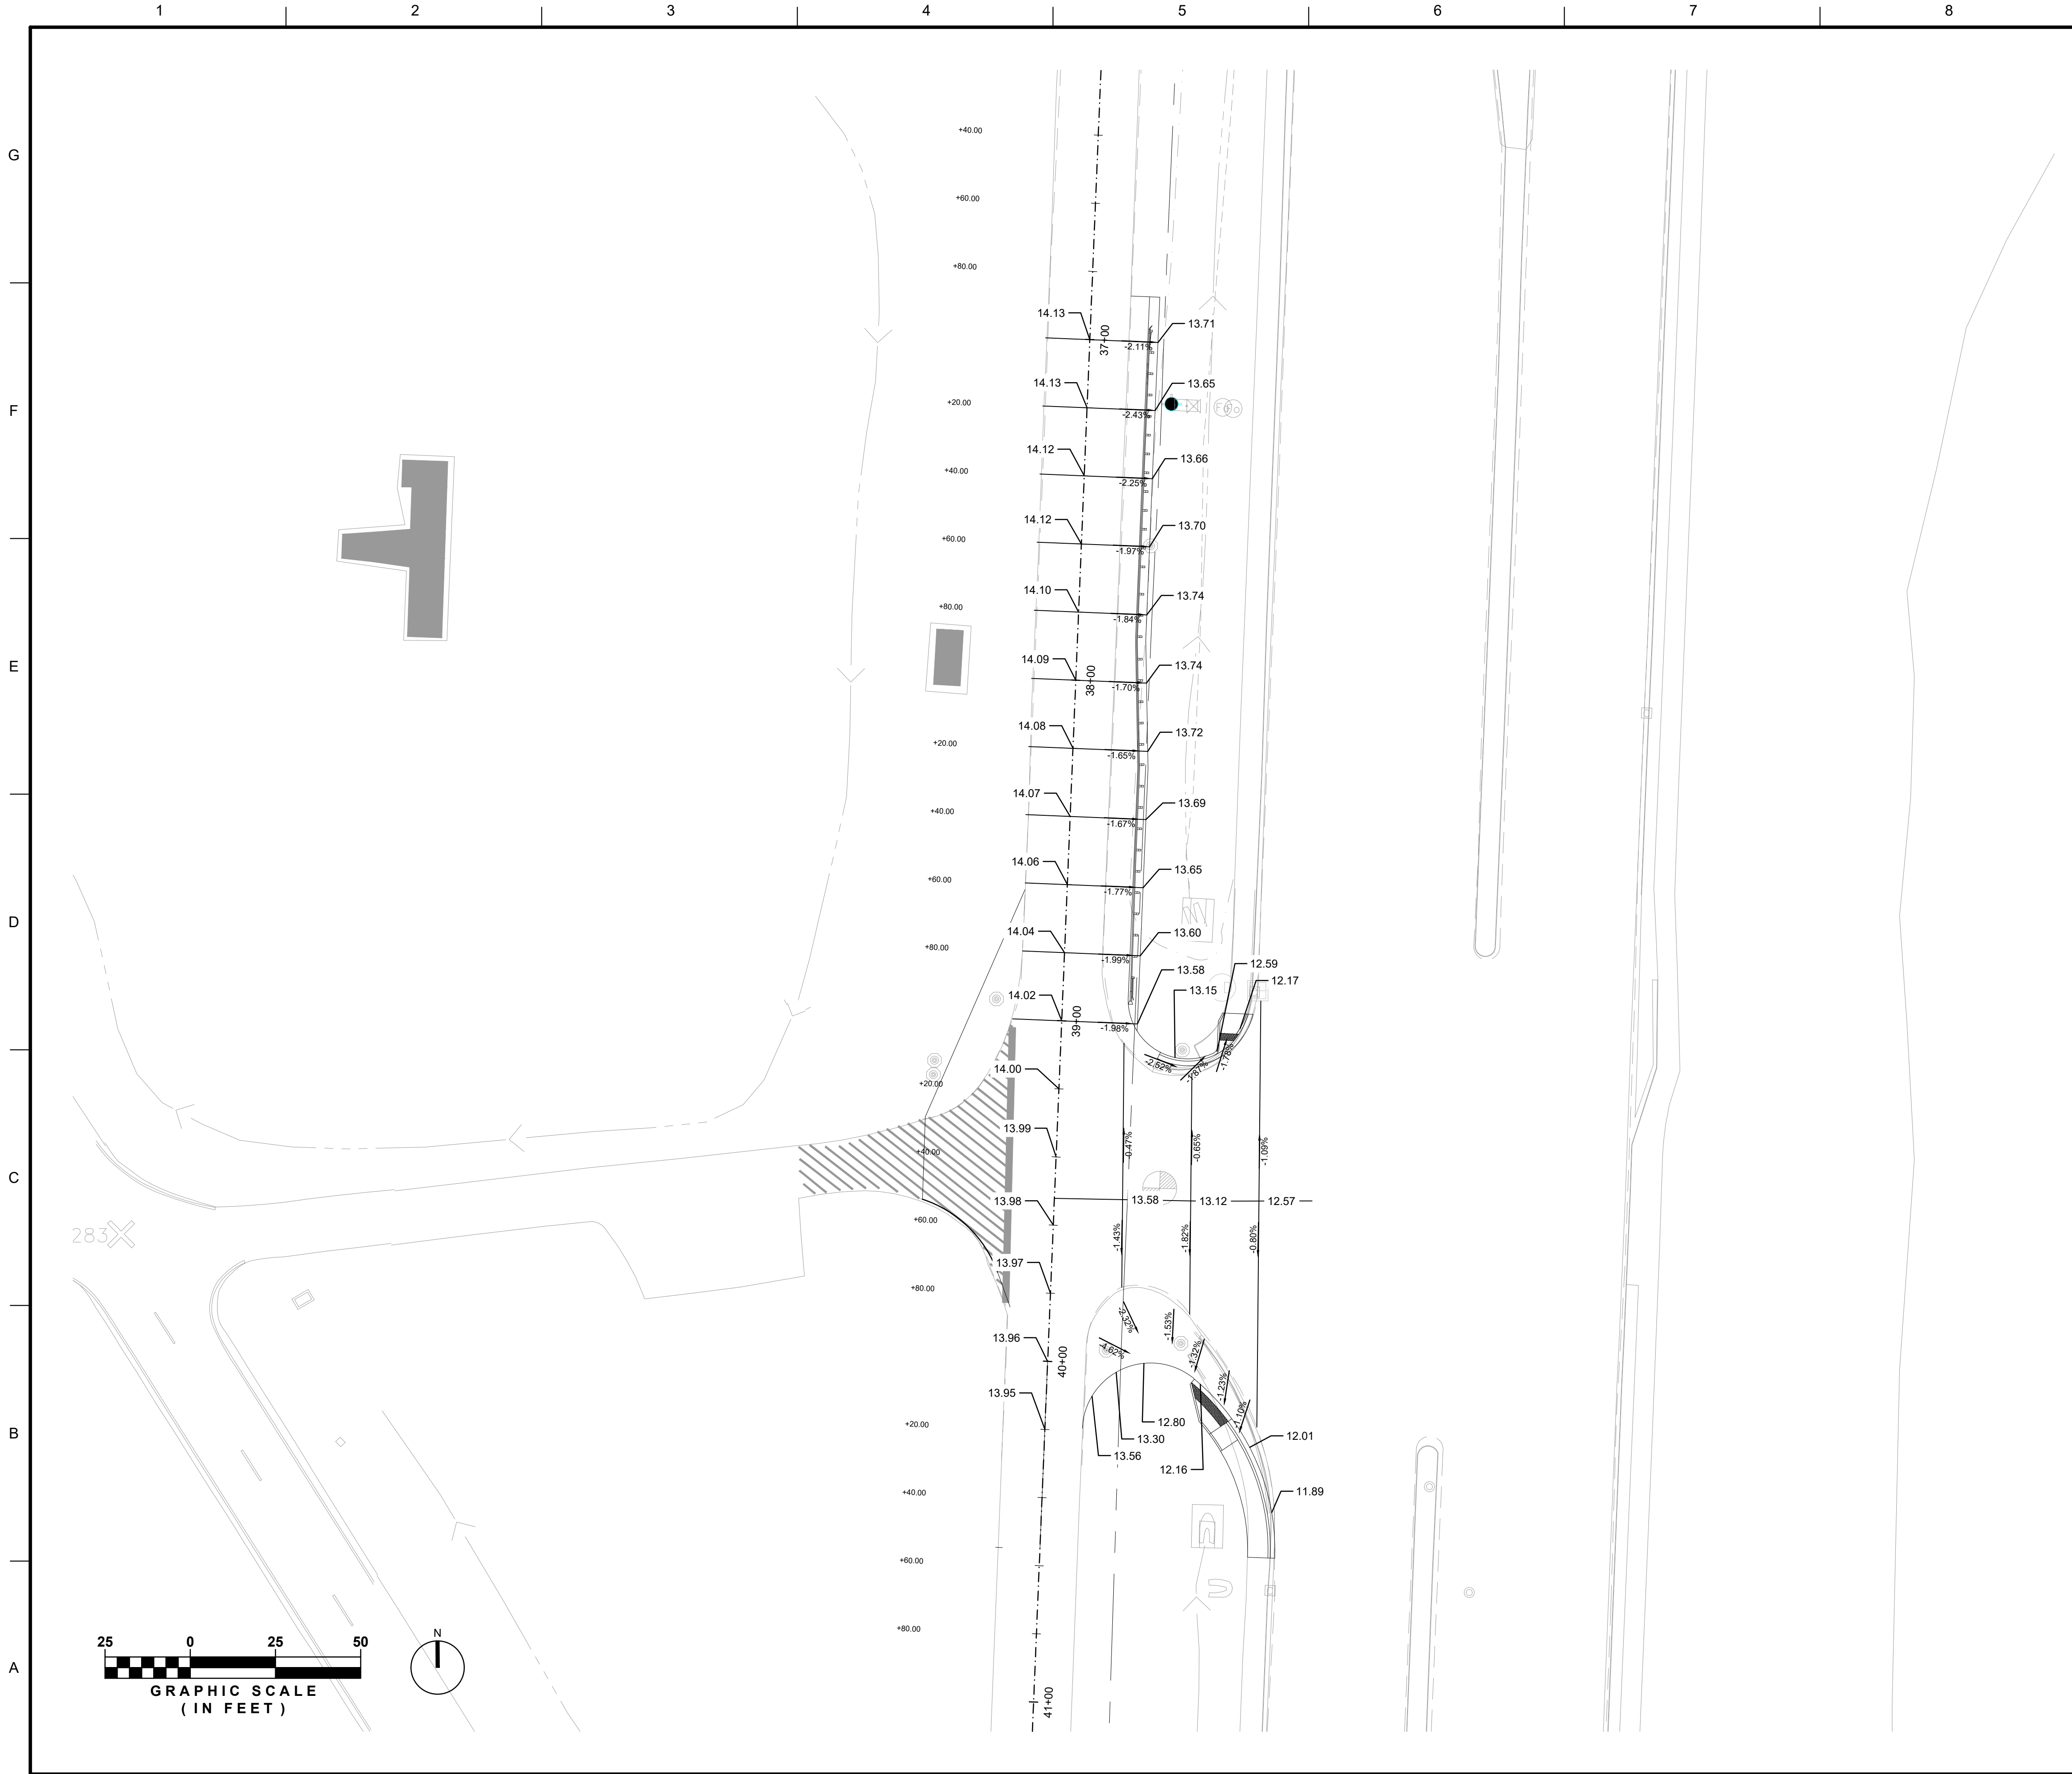 1 2 3 4 5 6 7 8
G
+40.00
+60.00
+80.00
14.13 37+00 -2.11% 13.71
F
+20.00 14.13 -2.43% 13.65
+40.00 14.12 -2.25% 13.66
+60.00 14.12 -1.97% 13.70
+80.00 14.10 -1.84% 13.74
E
14.09 38+00 -1.70% 13.74
+20.00 14.08 -1.65% 13.72
+40.00 14.07 -1.67% 13.69
+60.00 14.06 -1.77% 13.65
D
+80.00 14.04 -1.99% 13.60
14.02 39+00 -1.98% 13.58
13.15 12.59 12.17
-2.52% -1.87% -1.78%
+20.00 14.00
13.99
+40.00
-0.47% -0.65% -1.09%
C
13.98 13.58 13.12 12.57
+60.00
283
-1.43% -1.82% -0.80%
13.97
+80.00
-1.53%
13.96 40+00 -4.62% -1.32%
13.95 -1.23%
-1.10%
+20.00
B
12.80
13.30
13.56
12.16
12.01
+40.00 11.89
+60.00
+80.00
A
41+00
25 0 25 50
GRAPHIC SCALE
( IN FEET )
N